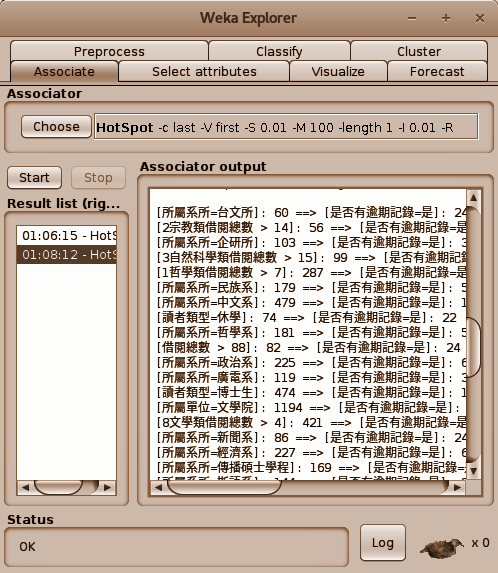 Weka Explorer
Preprocess Classify Cluster
Associate Select attributes Visualize Forecast
Associator
Choose HotSpot -c last -V first -S 0.01 -M 100 -length 1 -I 0.01 -R
Start Stop
Associator output
Result list (rig...
01:06:15 - HotS
01:08:12 - HotS
[所屬系所=台文所]: 60 ==> [是否有逾期記錄=是]: 24
[2宗教類借閱總數 > 14]: 56 ==> [是否有逾期記錄
[所屬系所=企研所]: 103 ==> [是否有逾期記錄=是]: 3
[3自然科學類借閱總數 > 15]: 99 ==> [是否有逾期記
[1哲學類借閱總數 > 7]: 287 ==> [是否有逾期記錄=
[所屬系所=民族系]: 179 ==> [是否有逾期記錄=是]: 5
[所屬系所=中文系]: 479 ==> [是否有逾期記錄=是]: 1
[讀者類型=休學]: 74 ==> [是否有逾期記錄=是]: 22
[所屬系所=哲學系]: 181 ==> [是否有逾期記錄=是]: 5
[借閱總數 > 88]: 82 ==> [是否有逾期記錄=是]: 24
[所屬系所=政治系]: 225 ==> [是否有逾期記錄=是]: 6
[所屬系所=廣電系]: 119 ==> [是否有逾期記錄=是]: 3
[讀者類型=博士生]: 474 ==> [是否有逾期記錄=是]: 1
[所屬單位=文學院]: 1194 ==> [是否有逾期記錄=是]:
[8文學類借閱總數 > 4]: 421 ==> [是否有逾期記錄=
[所屬系所=新聞系]: 86 ==> [是否有逾期記錄=是]: 24
[所屬系所=經濟系]: 227 ==> [是否有逾期記錄=是]: 6
[所屬系所=傳播碩士學程]: 169 ==> [是否有逾期記錄
Status
OK
Log x 0